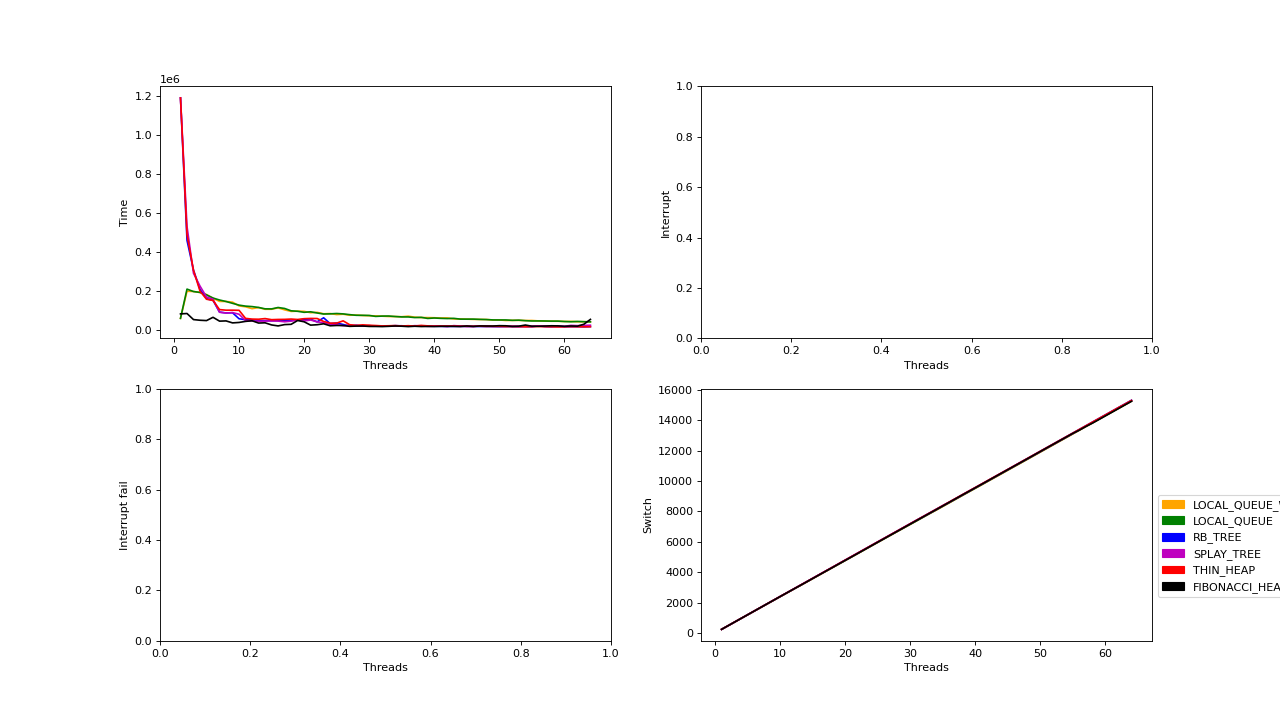 1e6
1.2
1.0
0.8
0.6
0.4
0.2
0.0
Time
0 10 20 30 40 50 60
Threads
1.0
0.8
0.6
0.4
0.2
0.0
Interrupt
0.0 0.2 0.4 0.6 0.8 1.0
Threads
1.0
0.8
0.6
0.4
0.2
0.0
Interrupt fail
0.0 0.2 0.4 0.6 0.8 1.0
Threads
16000
14000
12000
10000
8000
6000
4000
2000
0
Switch
0 10 20 30 40 50 60
Threads
LOCAL_QUEUE_
LOCAL_QUEUE
RB_TREE
SPLAY_TREE
THIN_HEAP
FIBONACCI_HEA